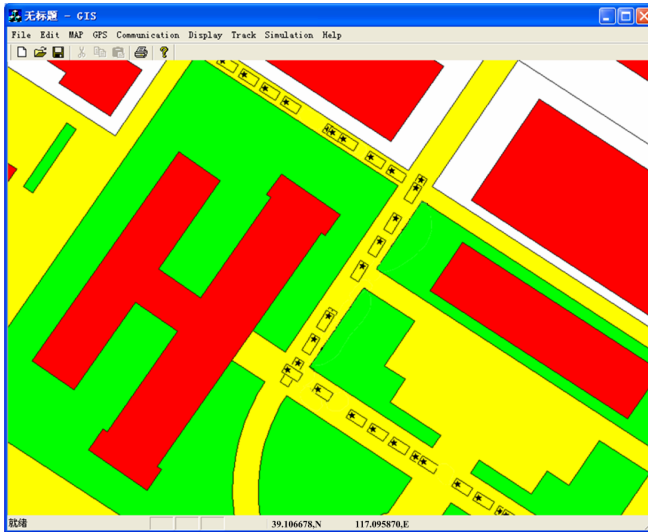 无标题 - GIS
File Edit MAP GPS Communication Display Track Simulation Help
就绪 39.106678,N 117.095870,E